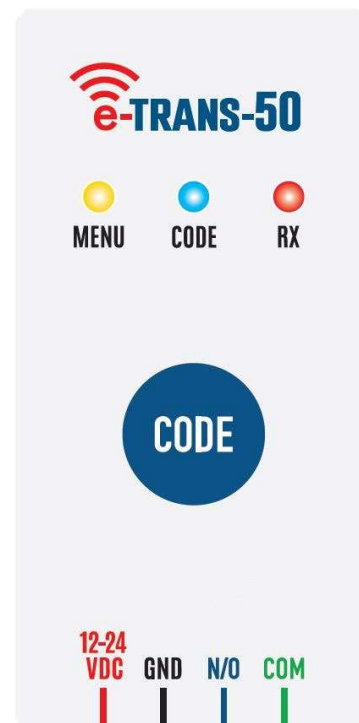 e-TRANS-50
MENU CODE RX
CODE
12-24
VDC GND N/O COM